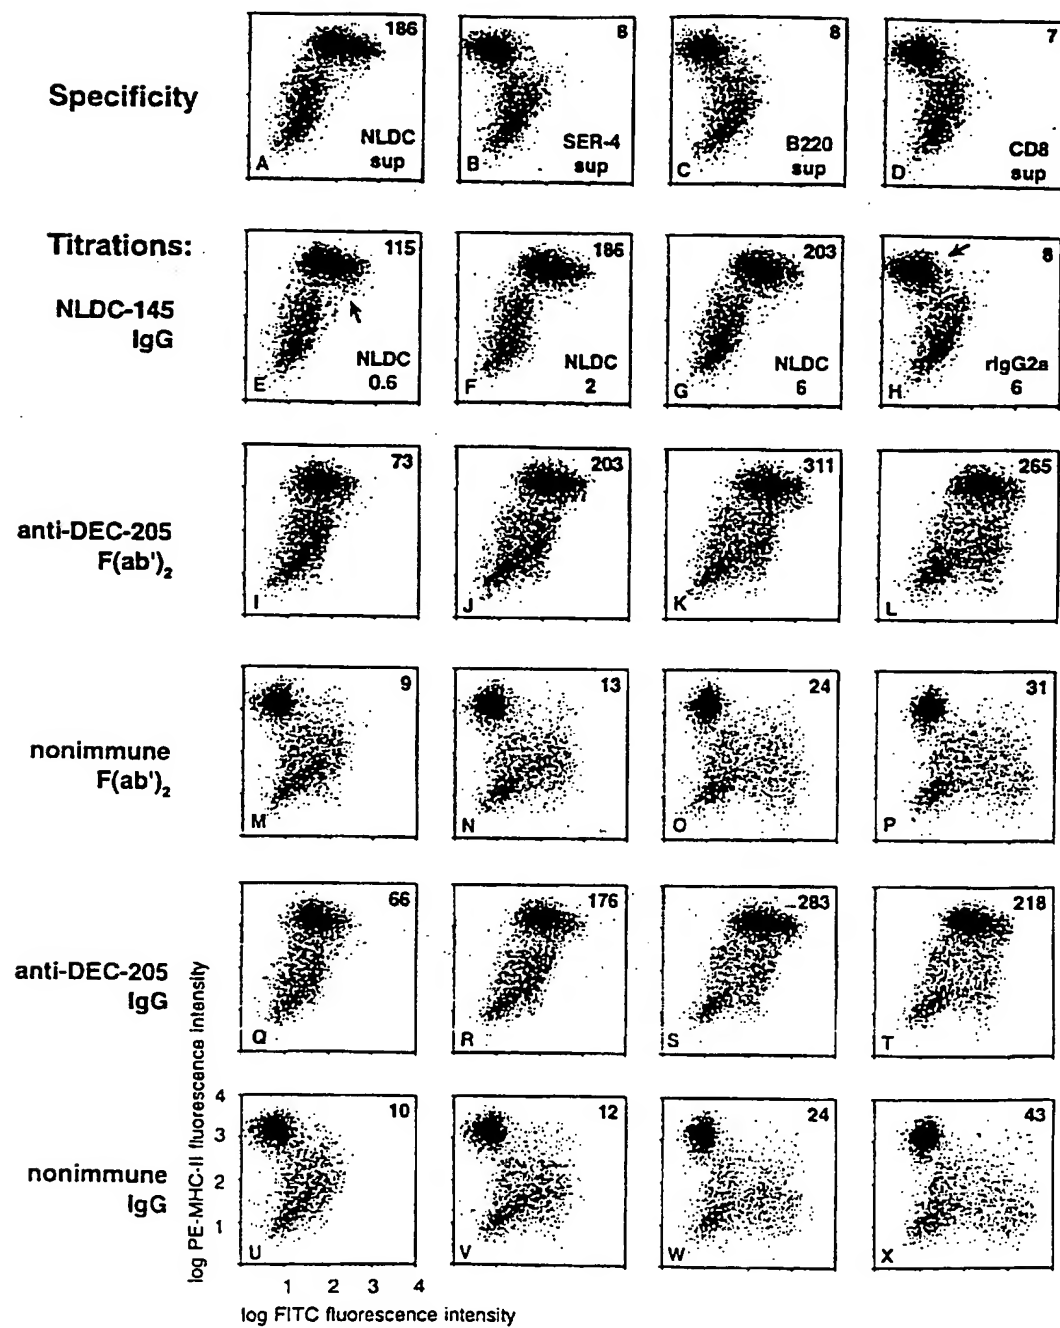 Specificity
186
NLDC
sup
A
8
SER-4
sup
B
8
B220
sup
C
7
CD8
sup
D
Titrations:
NLDC-145
IgG
115
NLDC
0.6
E
186
NLDC
2
F
203
NLDC
6
G
8
rIgG2a
6
H
anti-DEC-205
F(ab')₂
73
I
203
J
311
K
265
L
nonimmune
F(ab')₂
9
M
13
N
24
O
31
P
anti-DEC-205
IgG
66
Q
176
R
283
S
218
T
nonimmune
IgG
10
U
12
V
24
W
43
X
log PE-MHC-II fluorescence intensity
4
3
2
1
1 2 3 4
log FITC fluorescence intensity